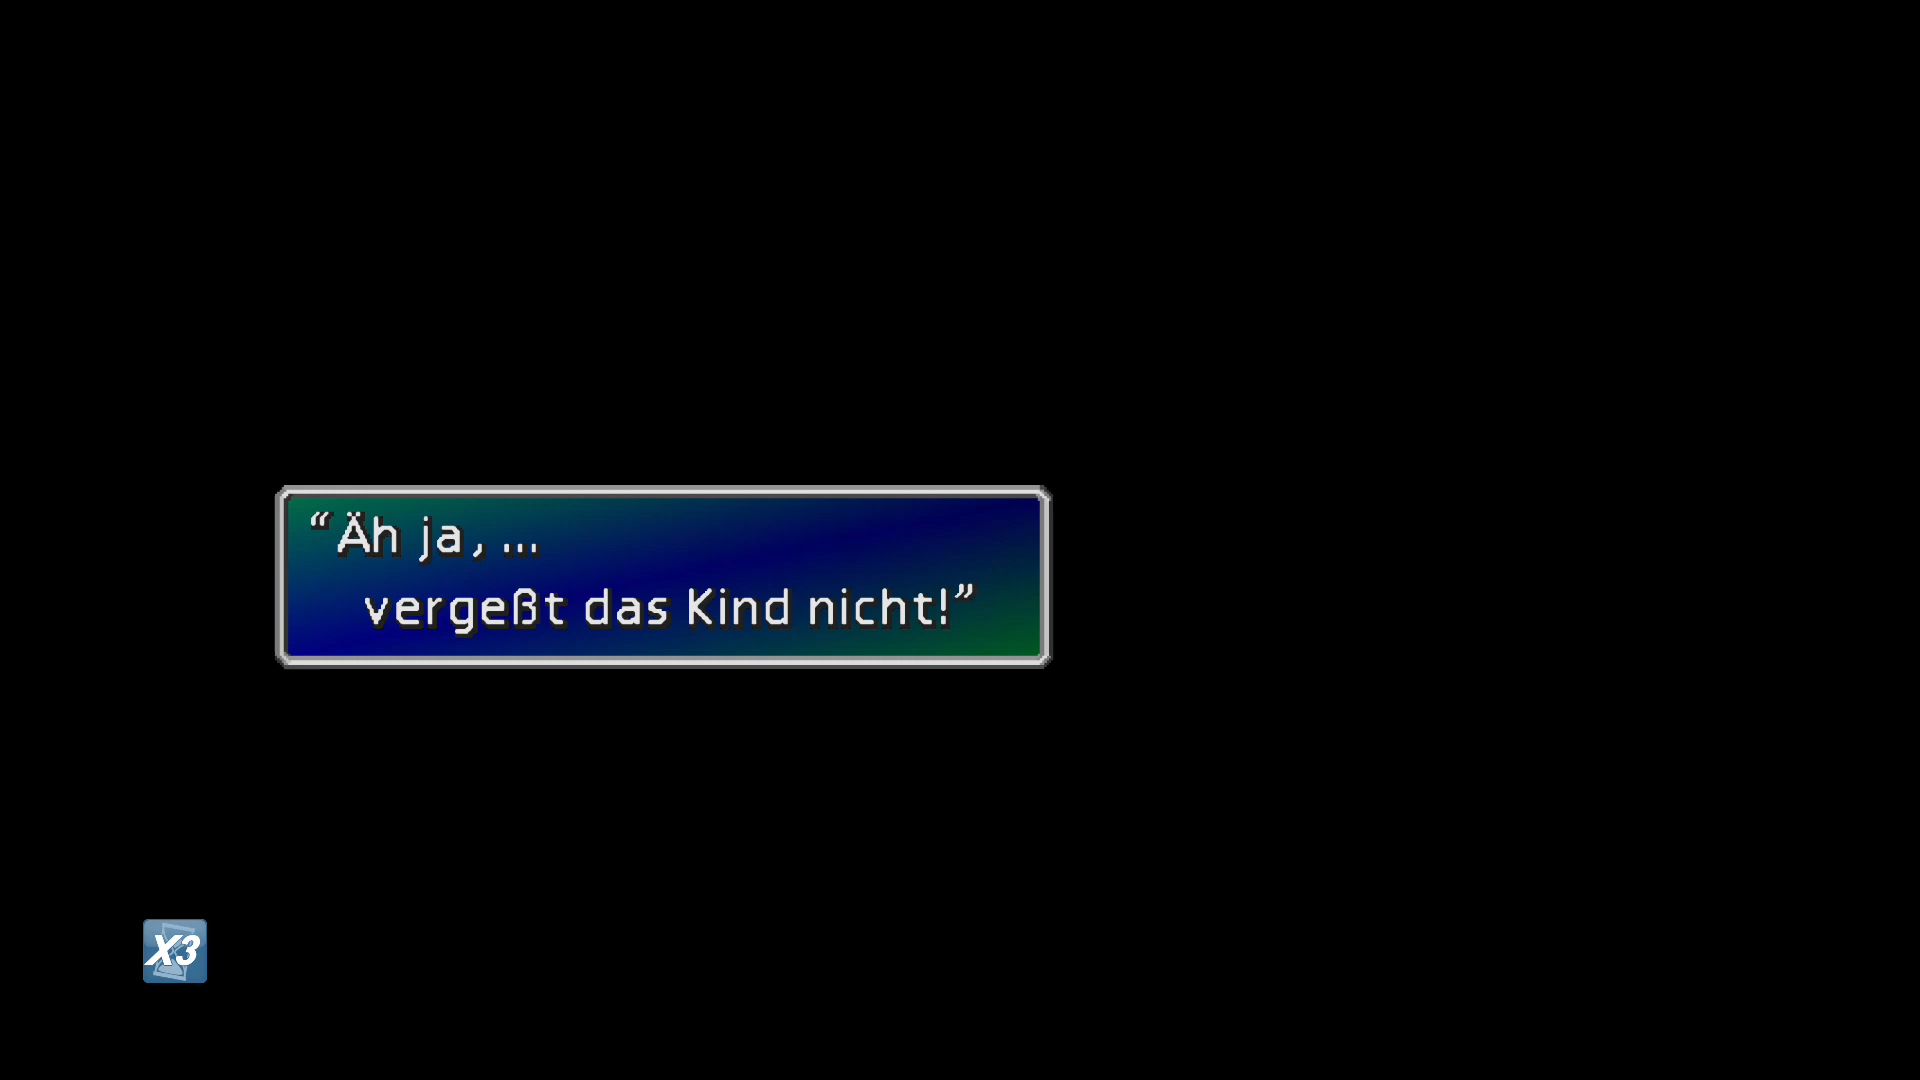 “Äh ja, ...
vergeßt das Kind nicht!”
X3